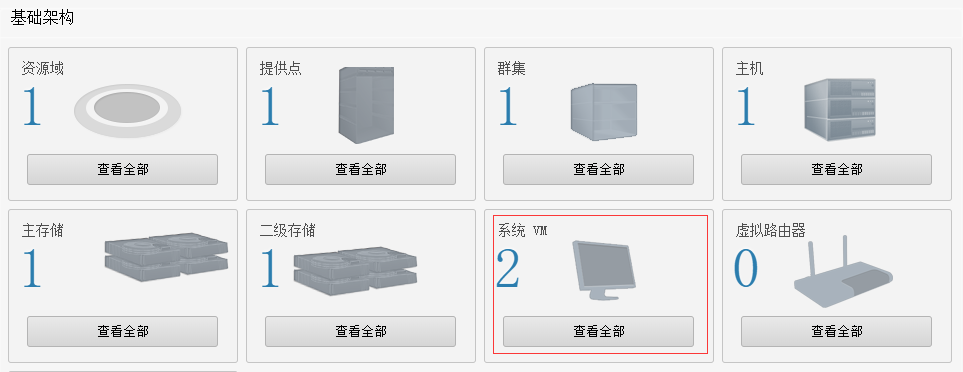 基础架构
资源域
1
查看全部
提供点
1
查看全部
群集
1
查看全部
主机
1
查看全部
主存储
1
查看全部
二级存储
1
查看全部
系统 VM
2
查看全部
虚拟路由器
0
查看全部